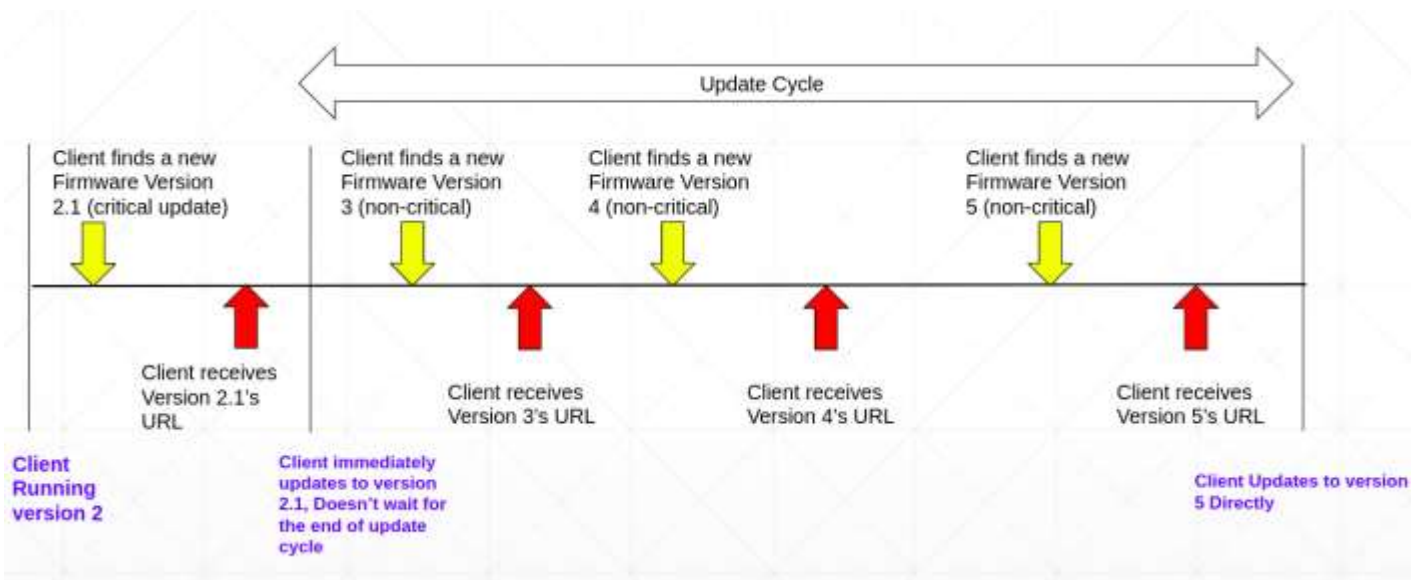 Update Cycle
Client finds a new
Firmware Version
2.1 (critical update)
Client finds a new
Firmware Version
3 (non-critical)
Client finds a new
Firmware Version
4 (non-critical)
Client finds a new
Firmware Version
5 (non-critical)
Client receives
Version 2.1's
URL
Client receives
Version 3's URL
Client receives
Version 4's URL
Client receives
Version 5's URL
Client
Running
version 2
Client immediately
updates to version
2.1, Doesn't wait for
the end of update
cycle
Client Updates to version
5 Directly